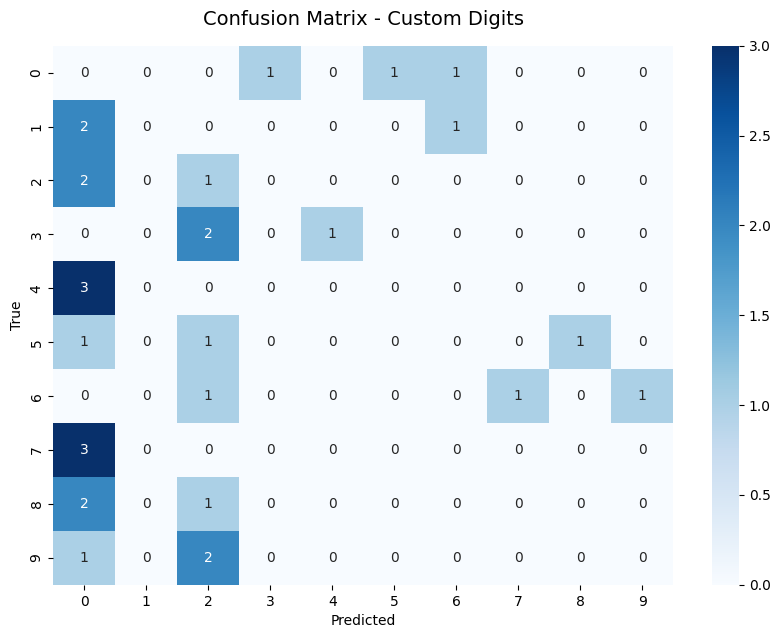 Confusion Matrix - Custom Digits
0 0 0 0 1 0 1 1 0 0 0
1 2 0 0 0 0 0 1 0 0 0
2 2 0 1 0 0 0 0 0 0 0
3 0 0 2 0 1 0 0 0 0 0
4 3 0 0 0 0 0 0 0 0 0
5 1 0 1 0 0 0 0 0 1 0
6 0 0 1 0 0 0 0 1 0 1
7 3 0 0 0 0 0 0 0 0 0
8 2 0 1 0 0 0 0 0 0 0
9 1 0 2 0 0 0 0 0 0 0
True
0 1 2 3 4 5 6 7 8 9
Predicted
3.0
2.5
2.0
1.5
1.0
0.5
0.0